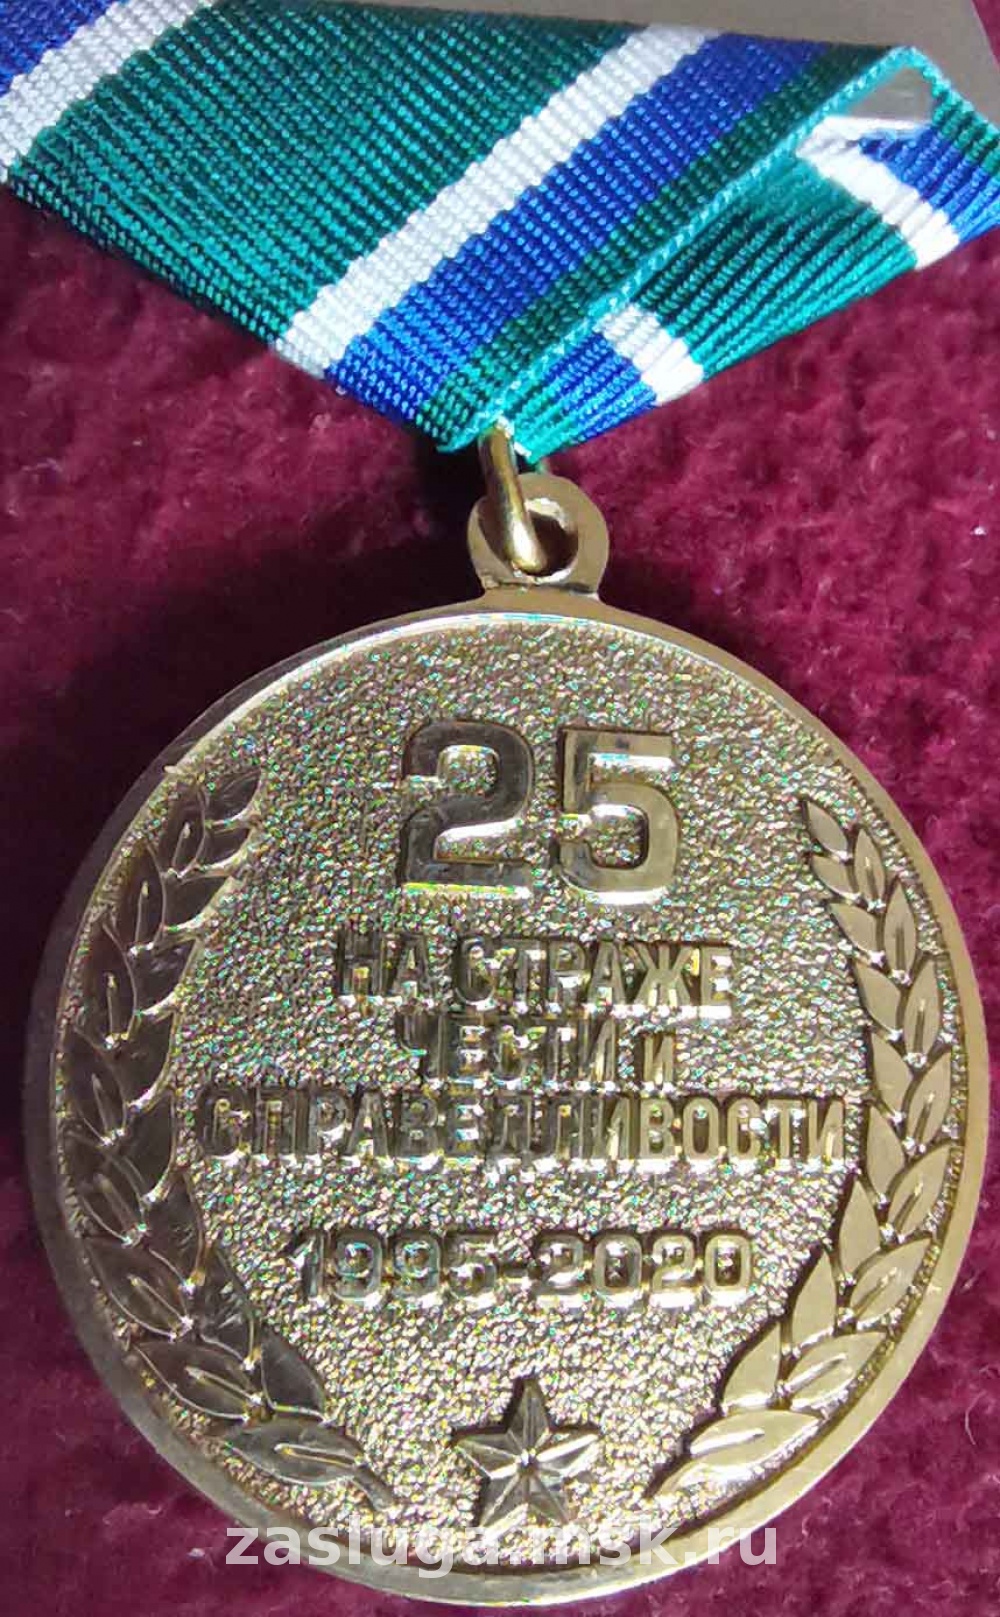 25
НА СТРАЖЕ
ЧЕСТИ и
СПРАВЕДЛИВОСТИ
1995-2020
zasluga.msk.ru